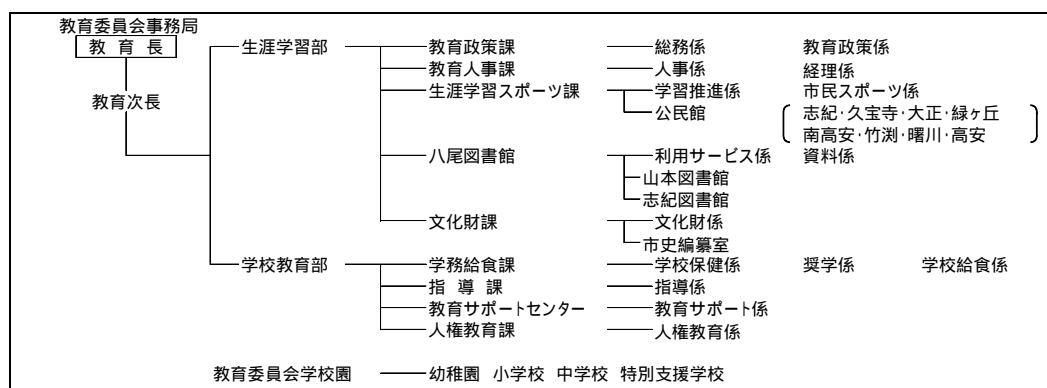 教育委員会事務局
教 育 長
教育次長
生涯学習部 教育政策課 総務係 教育政策係
教育人事課 人事係 経理係
生涯学習スポーツ課 学習推進係 市民スポーツ係
公民館 志紀・久宝寺・大正・緑ヶ丘
南高安・竹渕・曙川・高安
八尾図書館 利用サービス係 資料係
山本図書館
志紀図書館
文化財課 文化財係
市史編纂室
学校教育部 学務給食課 学校保健係 奨学係 学校給食係
指 導 課 指導係
教育サポートセンター 教育サポート係
人権教育課 人権教育係
教育委員会学校園 幼稚園 小学校 中学校 特別支援学校